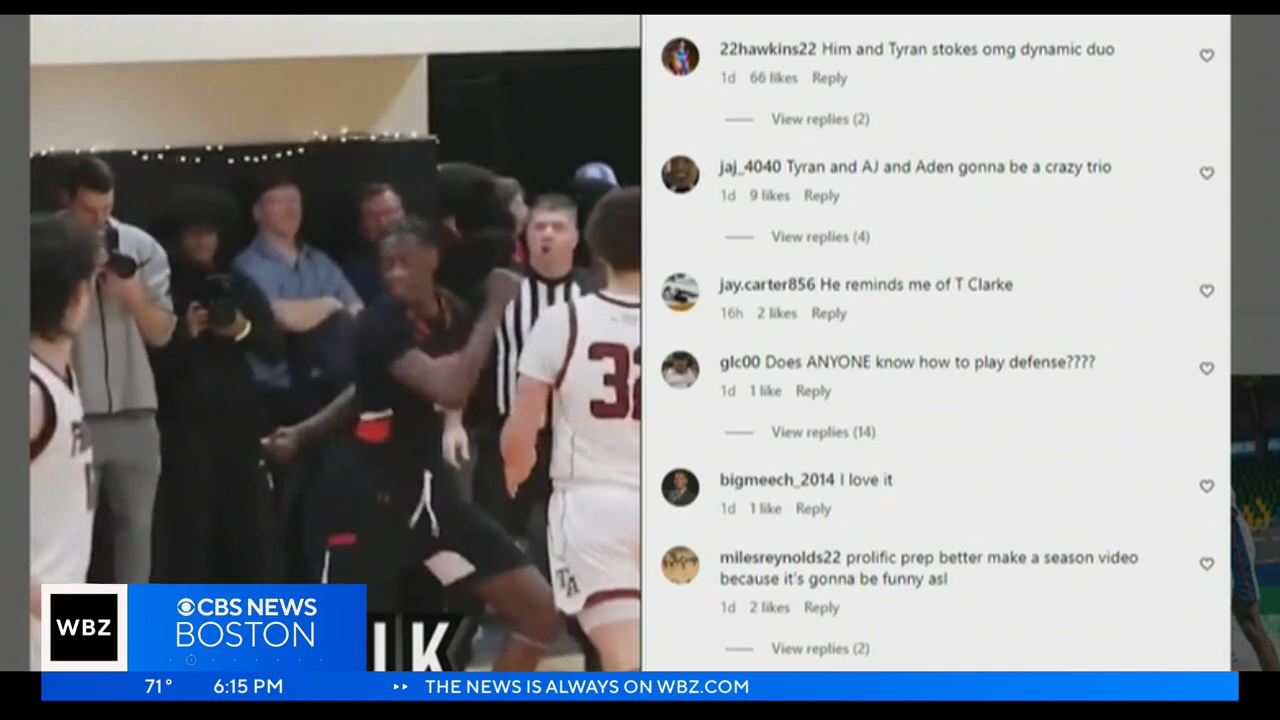 22hawkins22 Him and Tyran stokes omg dynamic duo
1d 66 likes Reply
View replies (2)
jaj_4040 Tyran and AJ and Aden gonna be a crazy trio
1d 9 likes Reply
View replies (4)
jay.carter856 He reminds me of T Clarke
16h 2 likes Reply
glc00 Does ANYONE know how to play defense????
1d 1 like Reply
View replies (14)
bigmeech_2014 I love it
1d 1 like Reply
milesreynolds22 prolific prep better make a season video
because it's gonna be funny asl
1d 2 likes Reply
View replies (2)
32
TA
IK
WBZ
CBS NEWS
BOSTON
71° 6:15 PM THE NEWS IS ALWAYS ON WBZ.COM